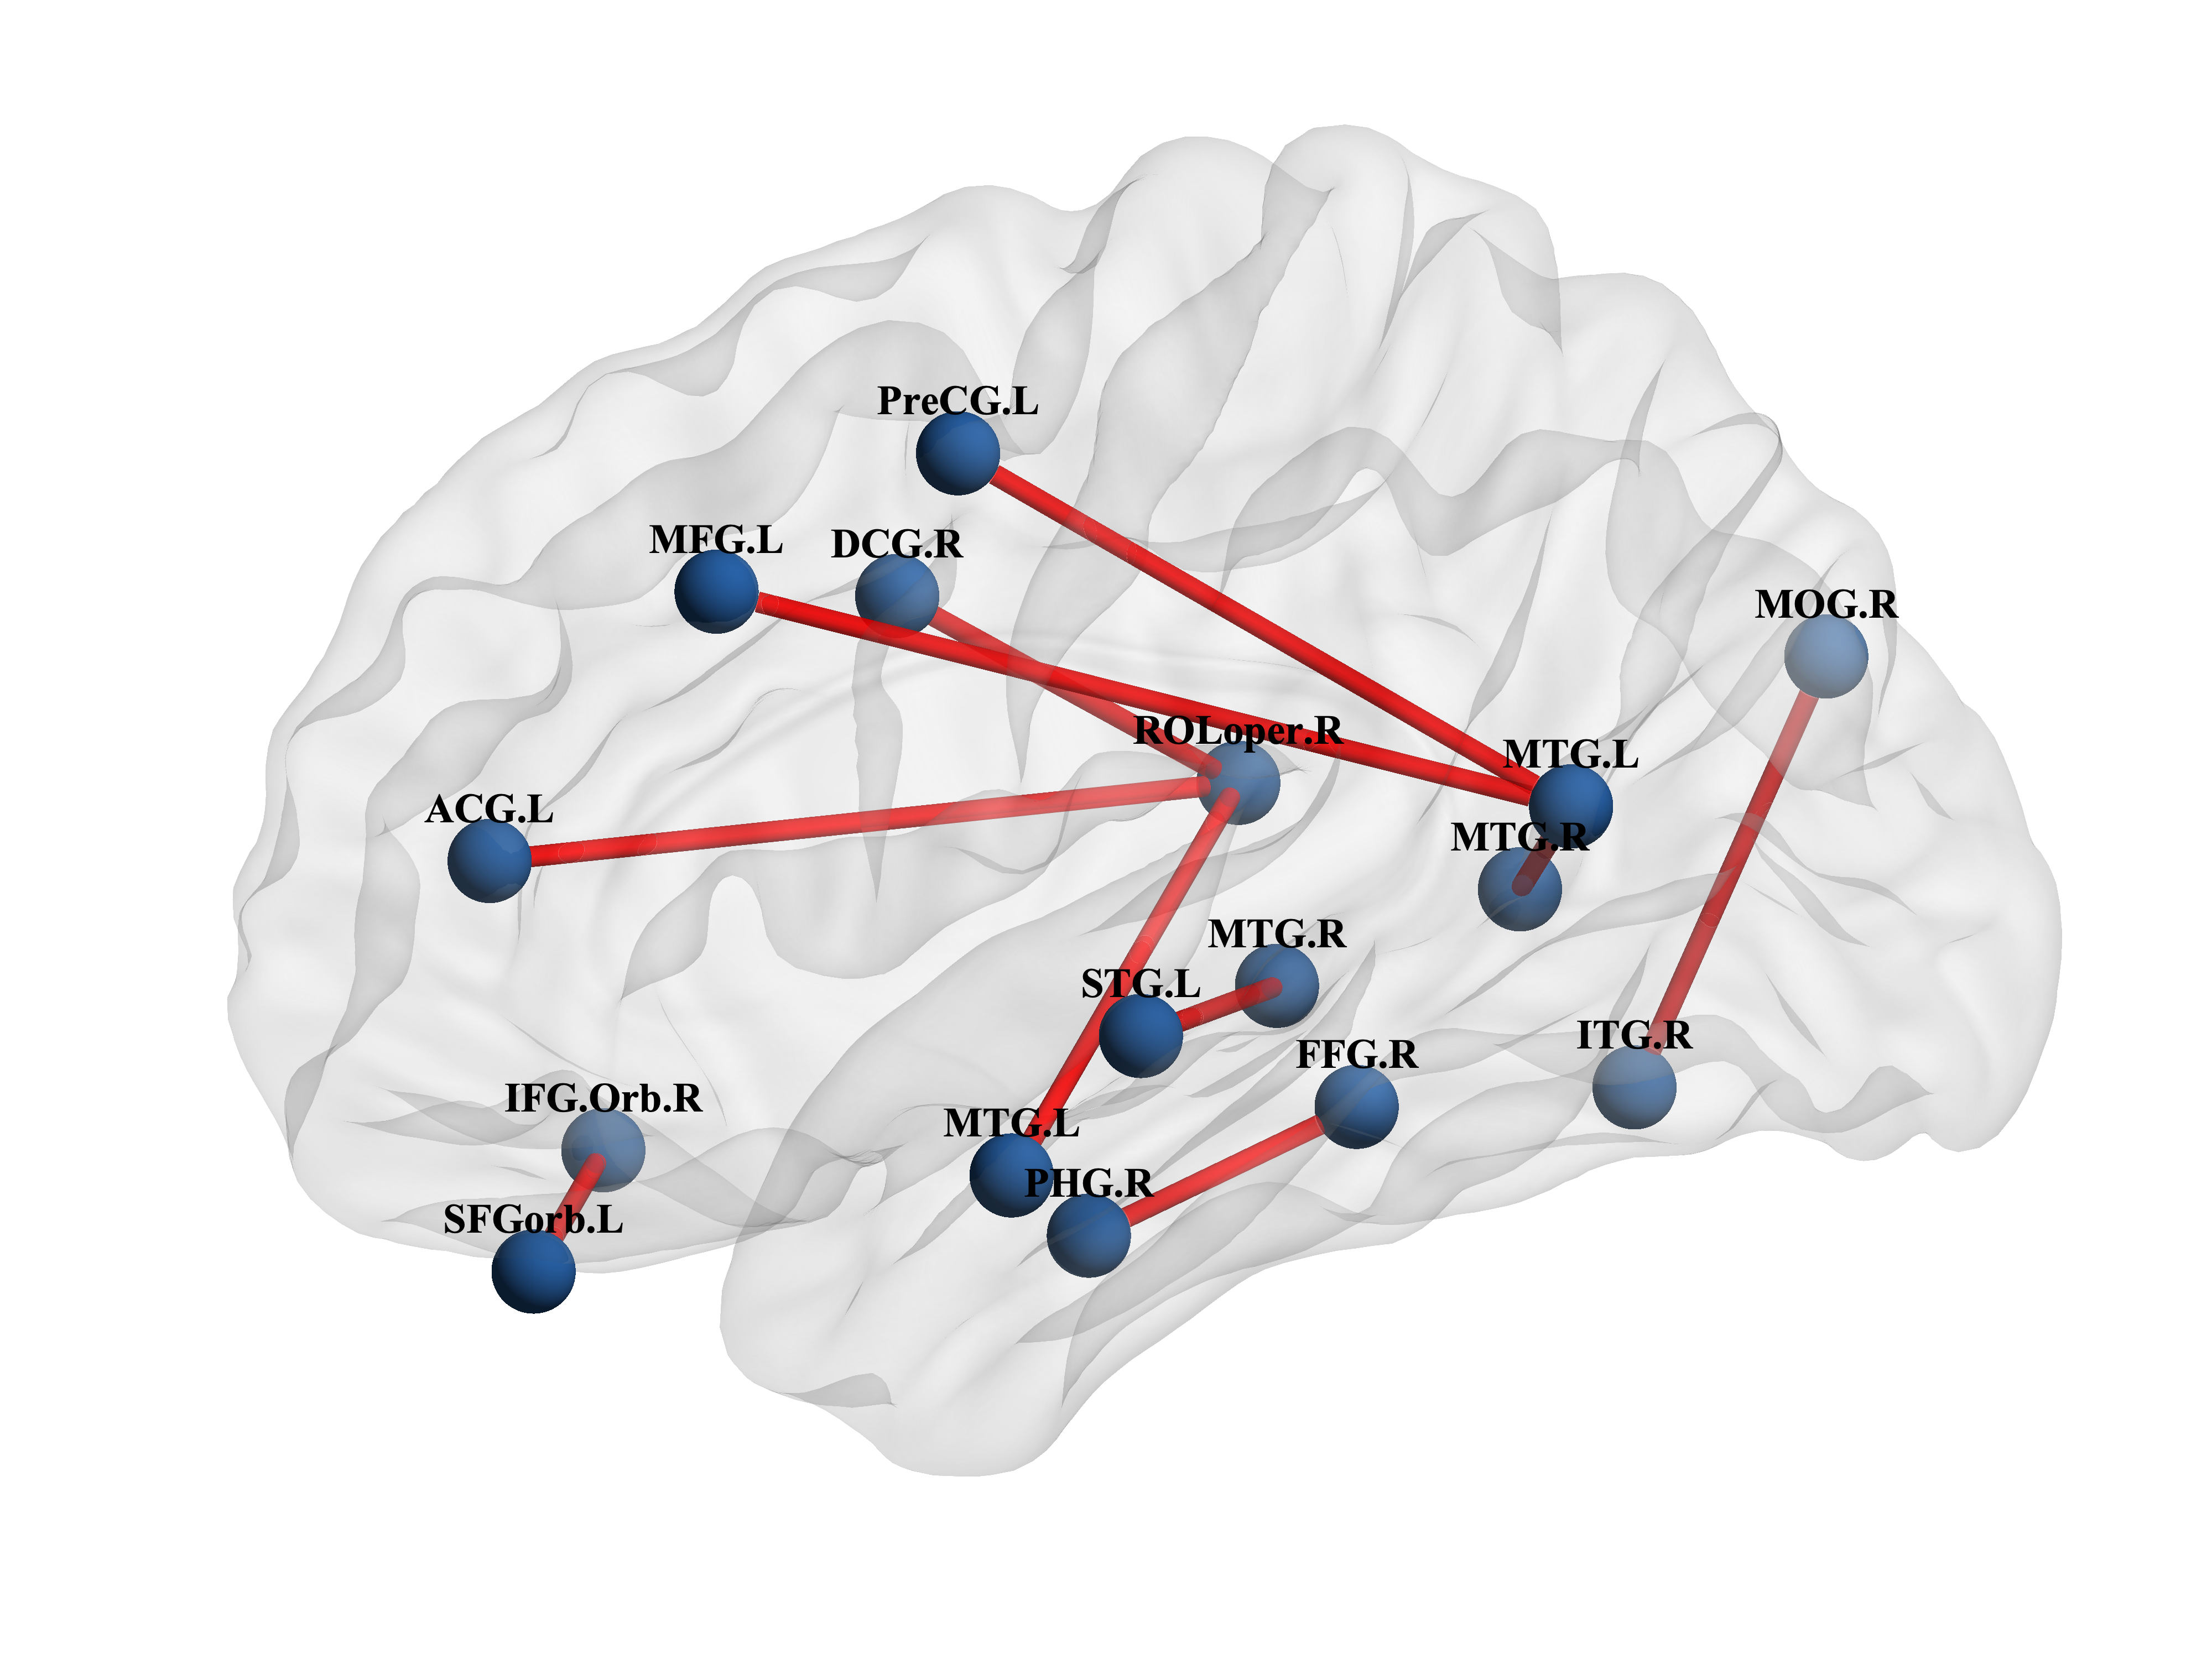 PreCG.L
MFG.L
DCG.R
MOG.R
ROLoper.R
MTG.L
ACG.L
MTG.R
MTG.R
STG.L
ITG.R
FFG.R
IFG.Orb.R
MTG.L
PHG.R
SFGorb.L